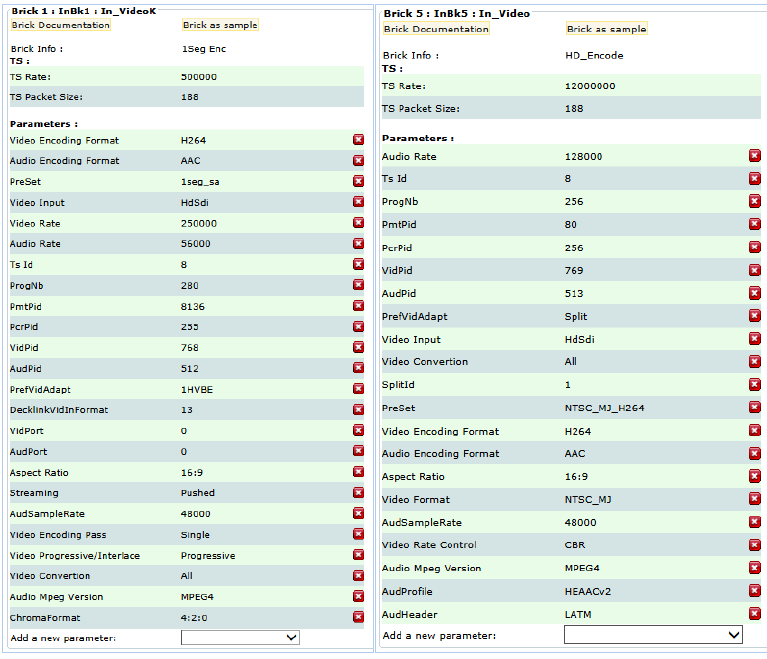 Brick 1 : InBk1 : In_VideoK
Brick Documentation Brick as sample
Brick Info : 1Seg Enc
TS :
TS Rate: 500000
TS Packet Size: 188
Parameters :
Video Encoding Format H264
Audio Encoding Format AAC
PreSet 1seg_sa
Video Input HdSdi
Video Rate 250000
Audio Rate 56000
Ts Id 8
ProgNb 280
PmtPid 8136
PcrPid 255
VidPid 768
AudPid 512
PrefVidAdapt 1HVBE
DecklinkVidInFormat 13
VidPort 0
AudPort 0
Aspect Ratio 16:9
Streaming Pushed
AudSampleRate 48000
Video Encoding Pass Single
Video Progressive/Interlace Progressive
Video Convertion All
Audio Mpeg Version MPEG4
ChromaFormat 4:2:0
Add a new parameter:
Brick 5 : InBk5 : In_Video
Brick Documentation Brick as sample
Brick Info : HD_Encode
TS :
TS Rate: 12000000
TS Packet Size: 188
Parameters :
Audio Rate 128000
Ts Id 8
ProgNb 256
PmtPid 80
PcrPid 256
VidPid 769
AudPid 513
PrefVidAdapt Split
Video Input HdSdi
Video Convertion All
SplitId 1
PreSet NTSC_MJ_H264
Video Encoding Format H264
Audio Encoding Format AAC
Aspect Ratio 16:9
Video Format NTSC_MJ
AudSampleRate 48000
Video Rate Control CBR
Audio Mpeg Version MPEG4
AudProfile HEAACv2
AudHeader LATM
Add a new parameter: